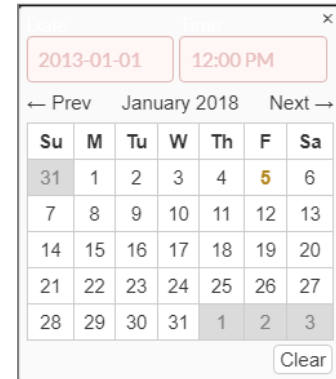 ×
Date Time
2013-01-01 12:00 PM
← Prev January 2018 Next →
Su M Tu W Th F Sa
31 1 2 3 4 5 6
7 8 9 10 11 12 13
14 15 16 17 18 19 20
21 22 23 24 25 26 27
28 29 30 31 1 2 3
Clear